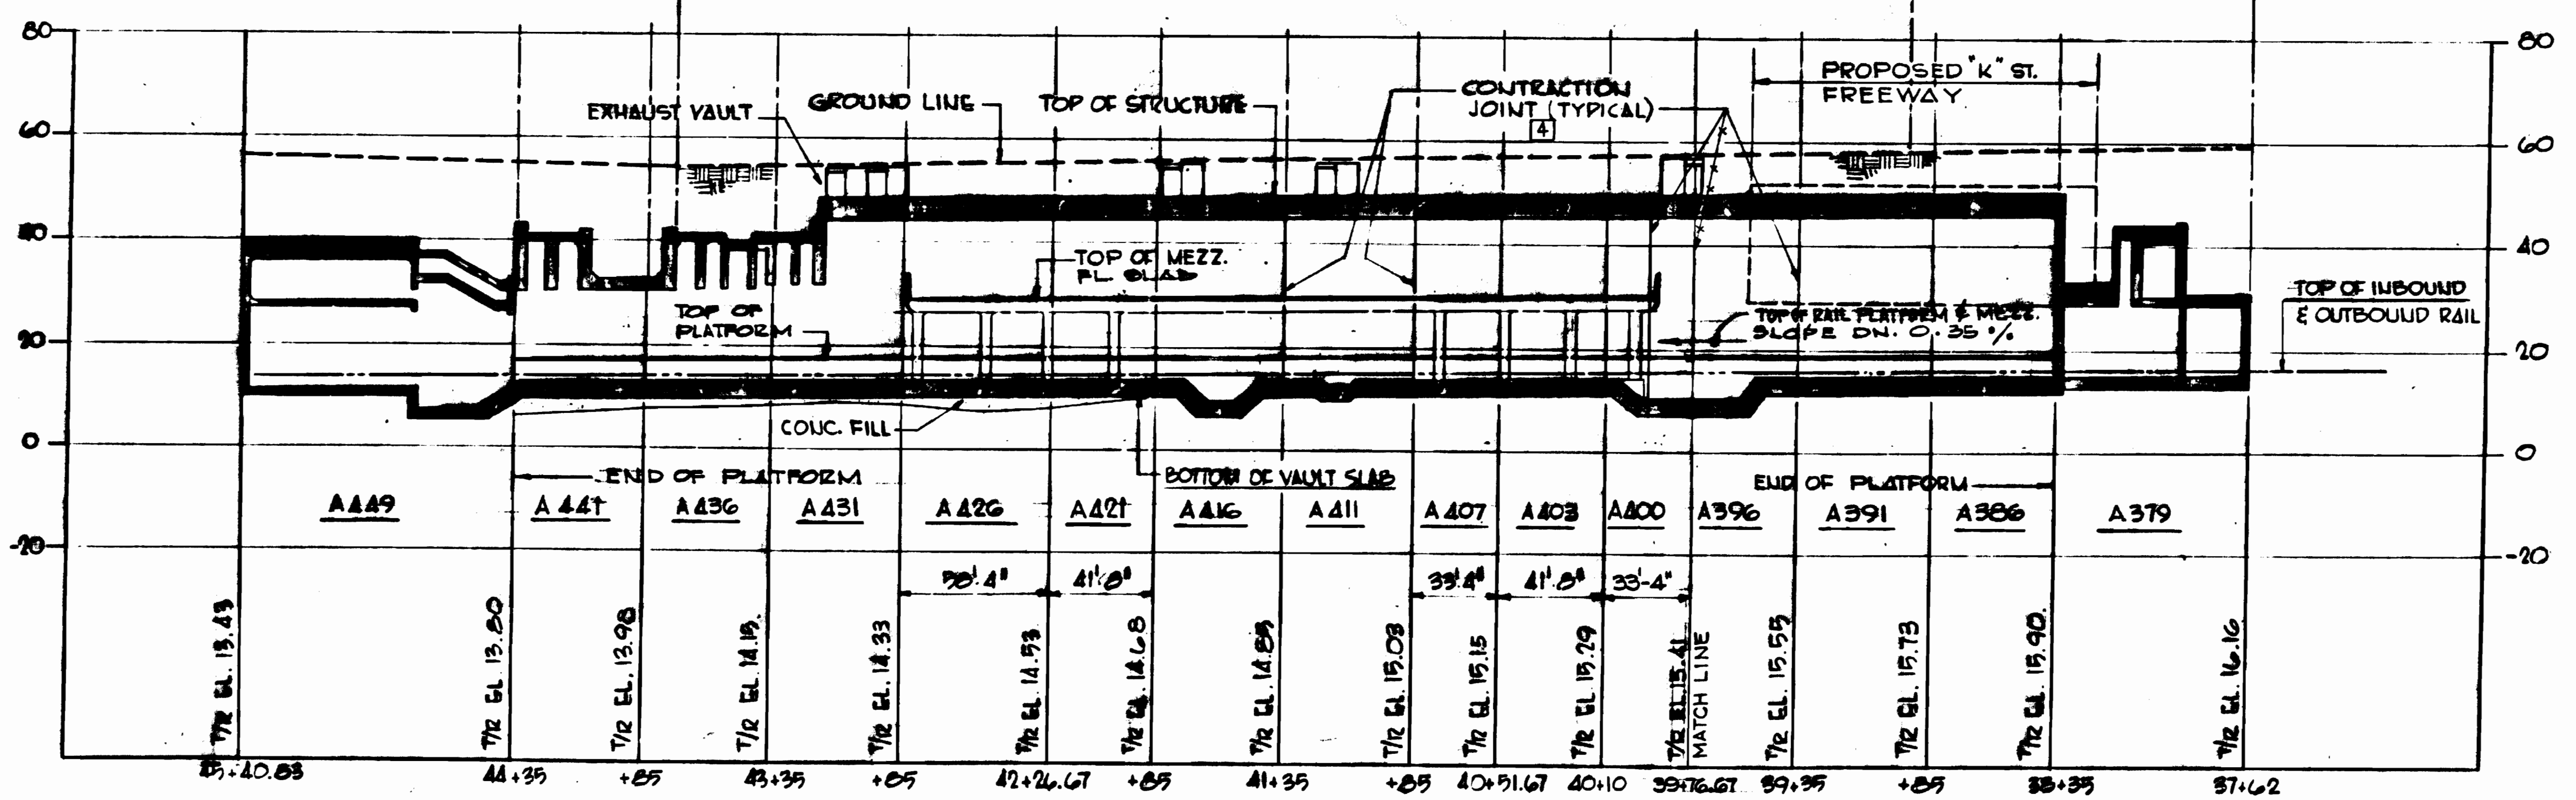 80
60
40
20
0
-20
80
60
40
20
0
-20
EXHAUST VAULT
GROUND LINE
TOP OF STRUCTURE
CONTRACTION
JOINT (TYPICAL)
4
PROPOSED "K" ST.
FREEWAY
TOP OF MEZZ.
FL. SLAB
TOP OF
PLATFORM
TOP OF RAIL PLATFORM & MEZZ.
SLOPE DN. 0.35 %
TOP OF INBOUND
& OUTBOUND RAIL
CONC. FILL
END OF PLATFORM
BOTTOM OF VAULT SLAB
END OF PLATFORM
A449
A441
A436
A431
A426
A421
A416
A411
A407
A403
A400
A396
A391
A386
A379
58'-4"
41'-8"
33'-4"
41'-8"
33'-4"
T/R EL. 13.43
T/R EL. 13.80
T/R EL. 13.98
T/R EL. 14.15
T/R EL. 14.33
T/R EL. 14.53
T/R EL. 14.68
T/R EL. 14.85
T/R EL. 15.03
T/R EL. 15.15
T/R EL. 15.29
T/R EL. 15.41
MATCH LINE
T/R EL. 15.55
T/R EL. 15.73
T/R EL. 15.90
T/R EL. 16.16
45+40.83
44+35
+85
43+35
+85
42+26.67
+85
41+35
+85
40+51.67
40+10
39+76.67
39+35
+85
38+35
37+62